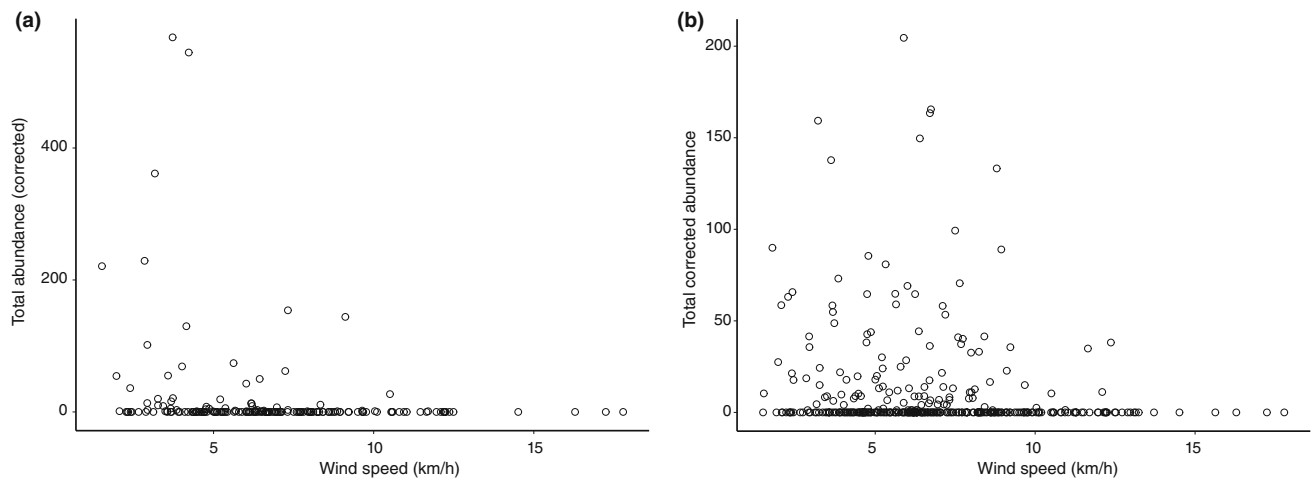 (a)
Total abundance (corrected)
400
200
0
5
10
15
Wind speed (km/h)
(b)
Total corrected abundance
200
150
100
50
0
5
10
15
Wind speed (km/h)